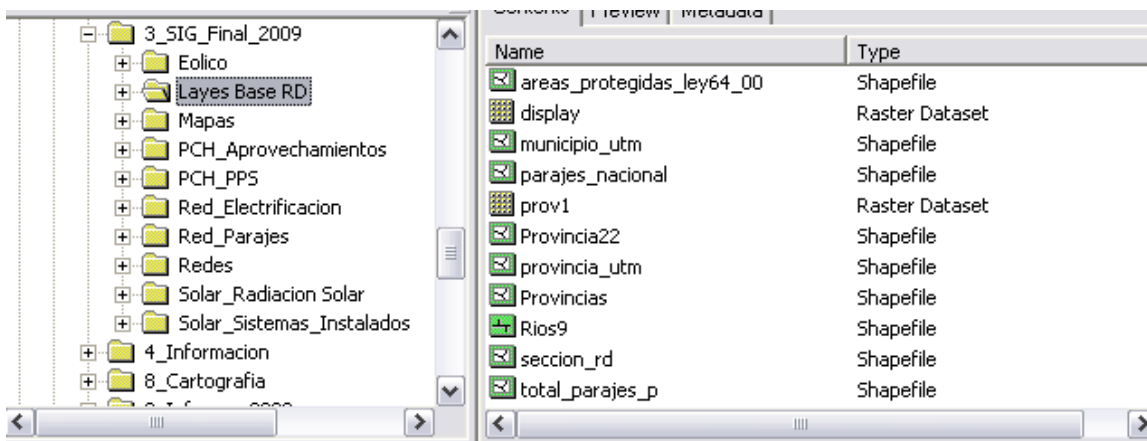 3_SIG_Final_2009
Eolico
Layes Base RD
Mapas
PCH_Aprovechamientos
PCH_PPS
Red_Electrificacion
Red_Parajes
Redes
Solar_Radiacion Solar
Solar_Sistemas_Instalados
4_Informacion
8_Cartografia
Contents Preview Metadata
Name Type
areas_protegidas_ley64_00 Shapefile
display Raster Dataset
municipio_utm Shapefile
parajes_nacional Shapefile
prov1 Raster Dataset
Provincia22 Shapefile
provincia_utm Shapefile
Provincias Shapefile
Rios9 Shapefile
seccion_rd Shapefile
total_parajes_p Shapefile